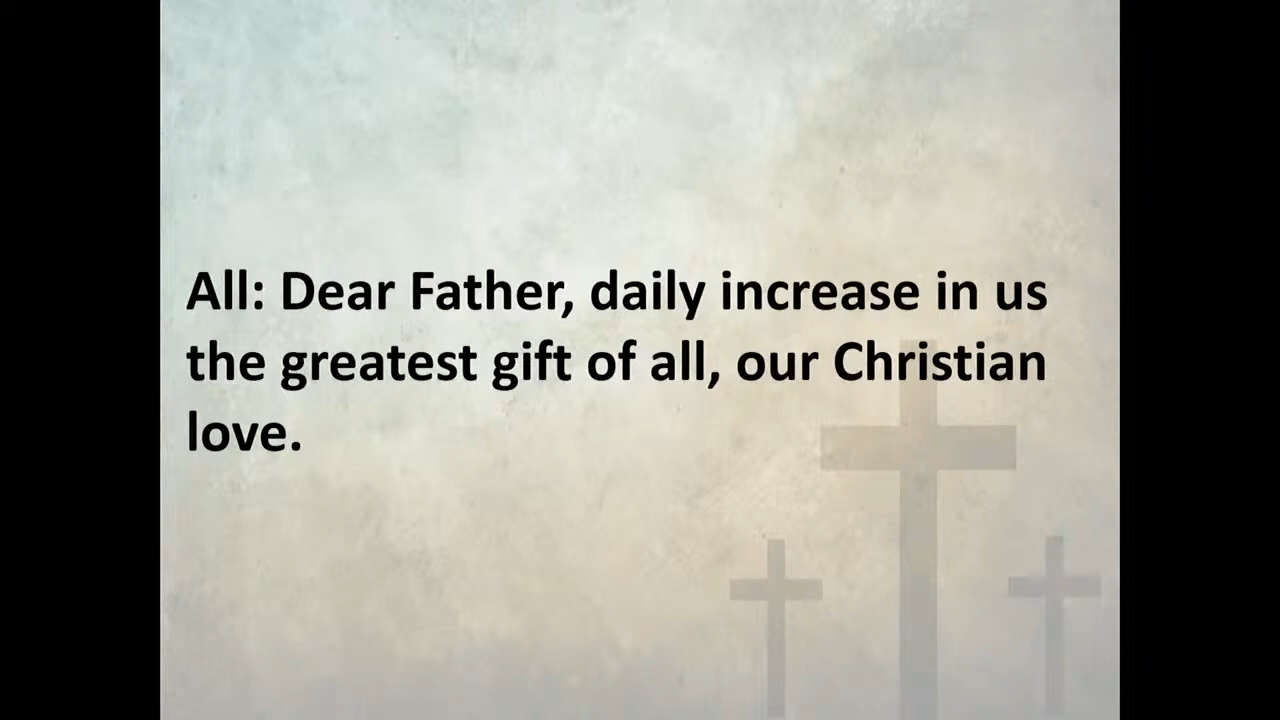 All: Dear Father, daily increase in us
the greatest gift of all, our Christian
love.